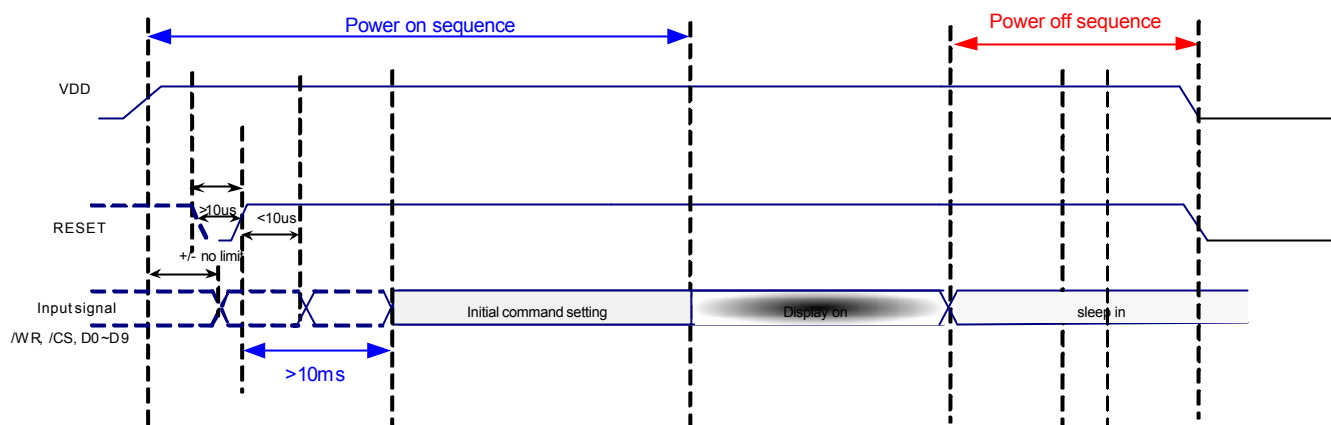 Power on sequence
Power off sequence
VDD
>10us
<10us
RESET
+/- no limit
Input signal
/WR, /CS, D0~D9
Initial command setting
Display on
sleep in
>10ms